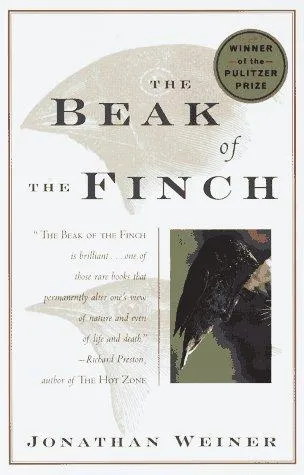 WINNER
of the
PULITZER
PRIZE
THE
BEAK
of
THE FINCH
"THE BEAK OF THE FINCH
is brilliant . . . one of
those rare books that
permanently alter one's view
of nature and even
of life and death."
—Richard Preston,
author of THE HOT ZONE
JONATHAN WEINER